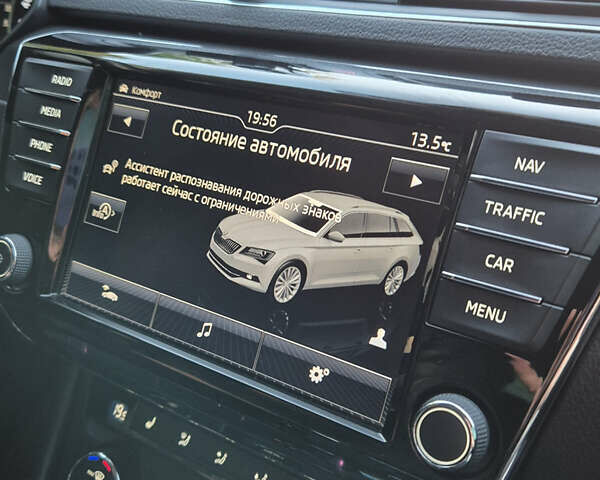 RADIO
MEDIA
PHONE
VOICE
Комфорт
19:56
13.5°C
Состояние автомобиля
Ассистент распознавания дорожных знаков
работает сейчас с ограничениями
NAV
TRAFFIC
CAR
MENU